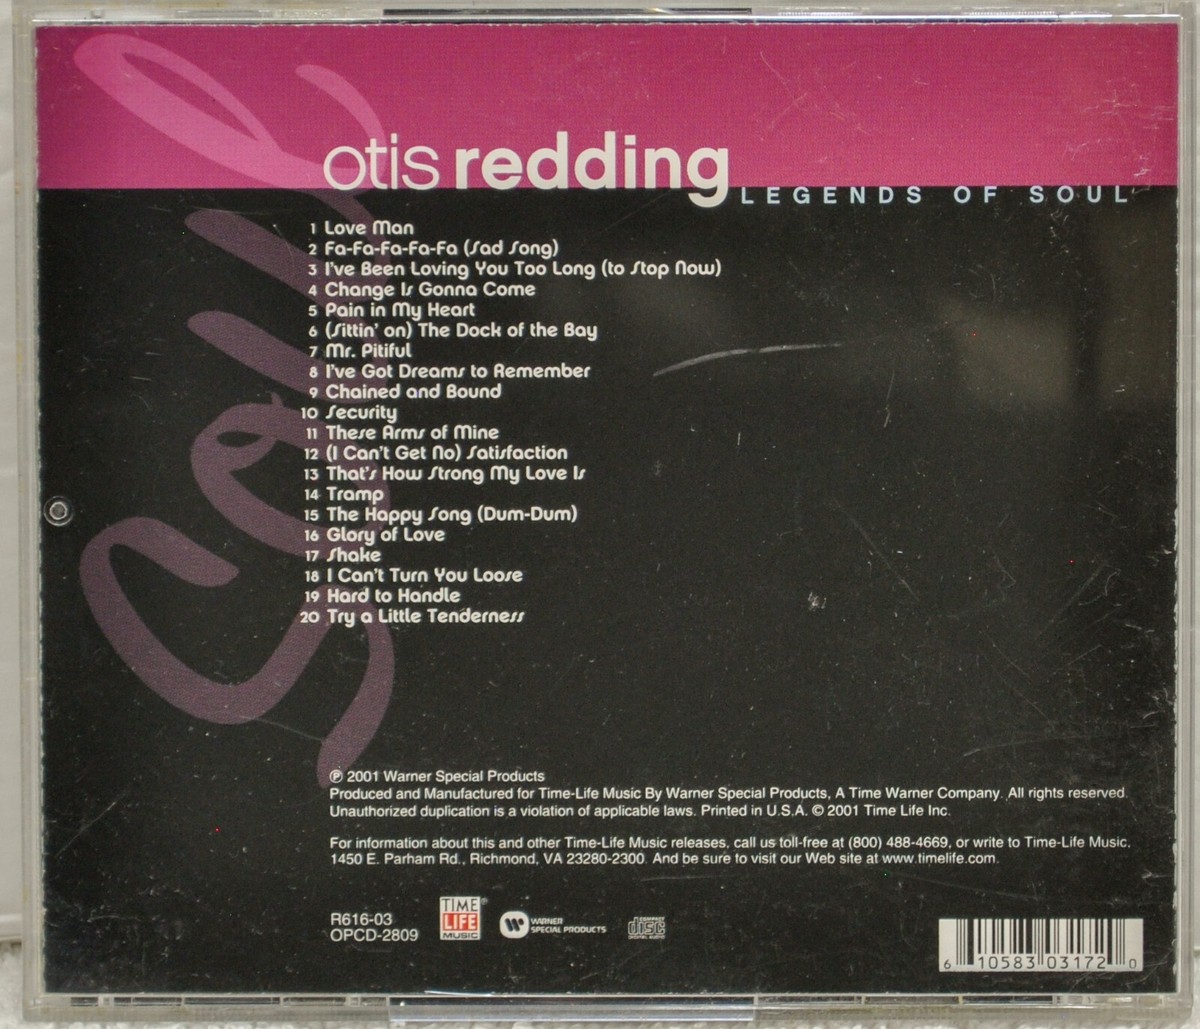 Soul
otis redding
LEGENDS OF SOUL
1 Love Man
2 Fa-Fa-Fa-Fa-Fa (Sad Song)
3 I've Been Loving You Too Long (to Stop Now)
4 Change Is Gonna Come
5 Pain in My Heart
6 (Sittin' on) The Dock of the Bay
7 Mr. Pitiful
8 I've Got Dreams to Remember
9 Chained and Bound
10 Security
11 These Arms of Mine
12 (I Can't Get No) Satisfaction
13 That's How Strong My Love Is
14 Tramp
15 The Happy Song (Dum-Dum)
16 Glory of Love
17 Shake
18 I Can't Turn You Loose
19 Hard to Handle
20 Try a Little Tenderness
℗ 2001 Warner Special Products
Produced and Manufactured for Time-Life Music By Warner Special Products, A Time Warner Company. All rights reserved.
Unauthorized duplication is a violation of applicable laws. Printed in U.S.A. © 2001 Time Life Inc.
For information about this and other Time-Life Music releases, call us toll-free at (800) 488-4669, or write to Time-Life Music,
1450 E. Parham Rd., Richmond, VA 23280-2300. And be sure to visit our Web site at www.timelife.com.
R616-03
OPCD-2809
TIME
LIFE
MUSIC
®
WARNER
SPECIAL PRODUCTS
COMPACT
disc
DIGITAL AUDIO
6 10583 03172 0